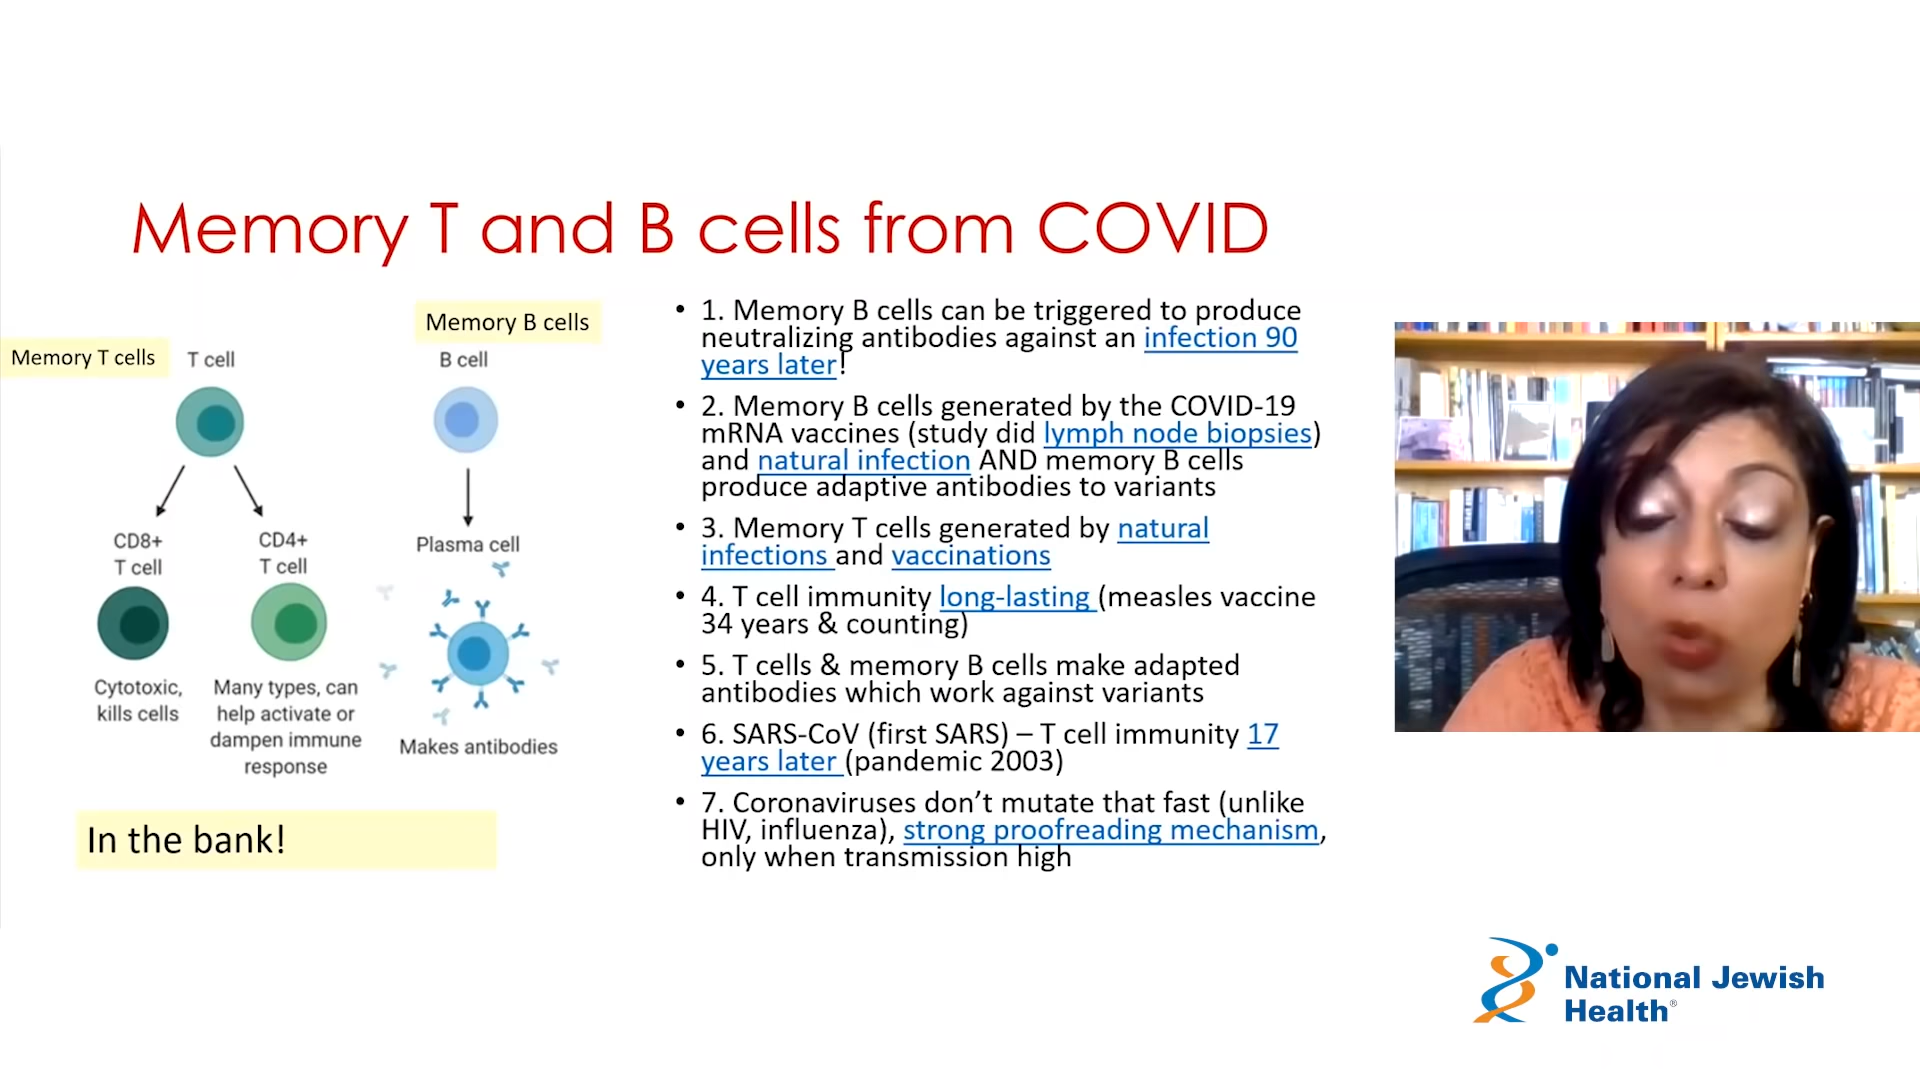 Memory T and B cells from COVID
Memory T cells
T cell
Memory B cells
B cell
CD8+
T cell
CD4+
T cell
Plasma cell
Cytotoxic,
kills cells
Many types, can
help activate or
dampen immune
response
Makes antibodies
In the bank!
• 1. Memory B cells can be triggered to produce
neutralizing antibodies against an infection 90
years later!
• 2. Memory B cells generated by the COVID-19
mRNA vaccines (study did lymph node biopsies)
and natural infection AND memory B cells
produce adaptive antibodies to variants
• 3. Memory T cells generated by natural
infections and vaccinations
• 4. T cell immunity long-lasting (measles vaccine
34 years & counting)
• 5. T cells & memory B cells make adapted
antibodies which work against variants
• 6. SARS-CoV (first SARS) – T cell immunity 17
years later (pandemic 2003)
• 7. Coronaviruses don’t mutate that fast (unlike
HIV, influenza), strong proofreading mechanism,
only when transmission high
National Jewish
Health®